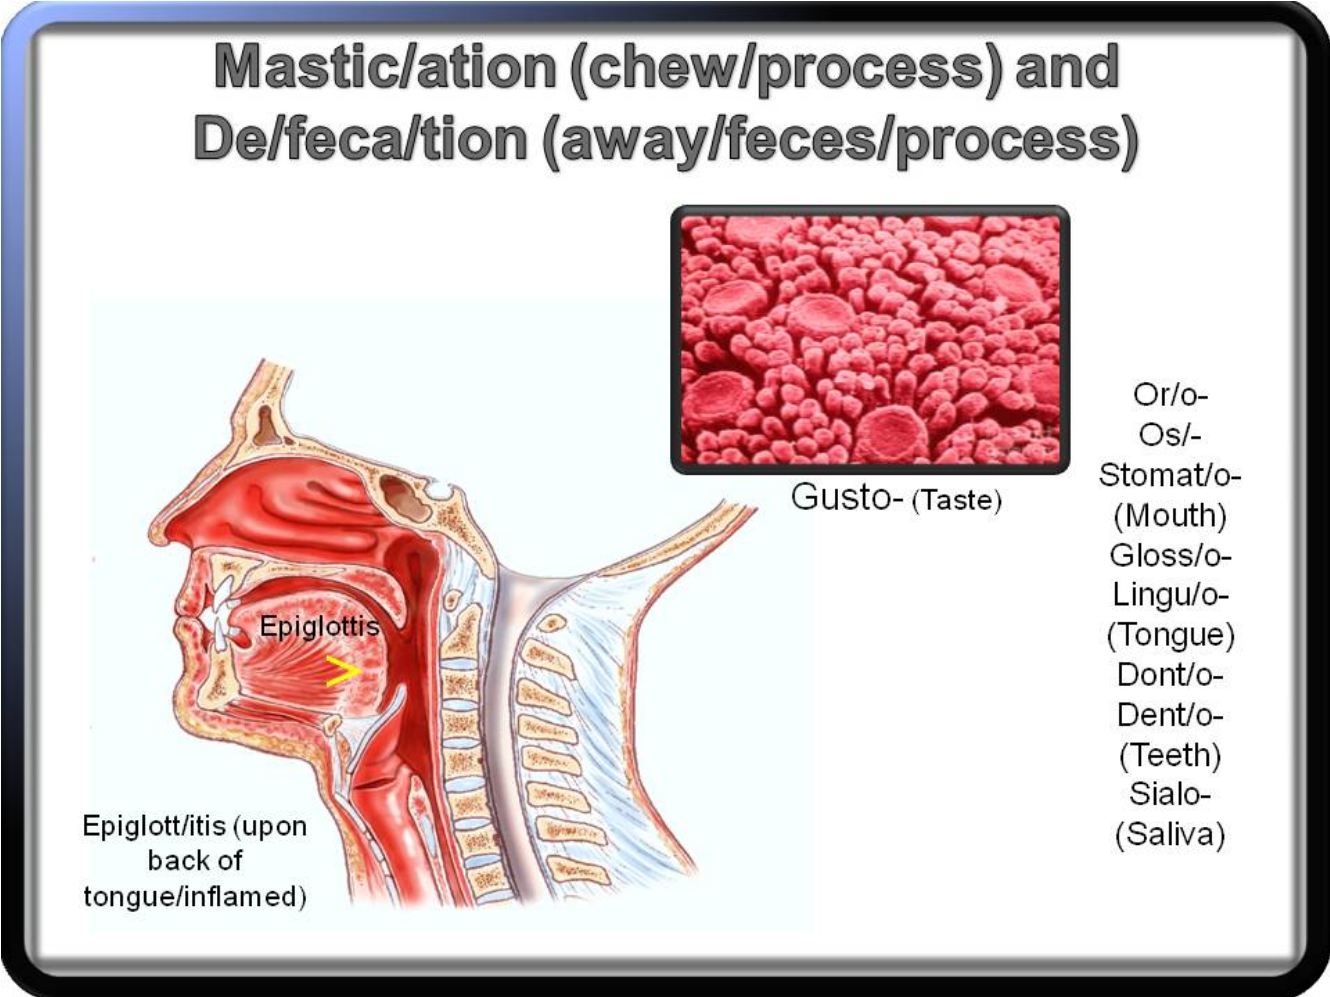 Mastic/ation (chew/process) and
De/feca/tion (away/feces/process)
Gusto- (Taste)
Or/o-
Os/-
Stomat/o-
(Mouth)
Gloss/o-
Lingu/o-
(Tongue)
Dont/o-
Dent/o-
(Teeth)
Sialo-
(Saliva)
Epiglottis
>
Epiglott/itis (upon
back of
tongue/inflamed)